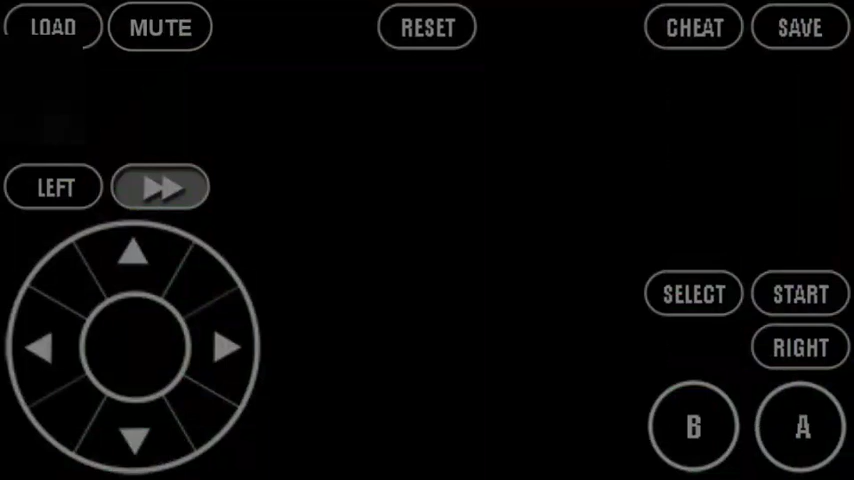 LOAD MUTE RESET CHEAT SAVE
LEFT
SELECT START
RIGHT
B A